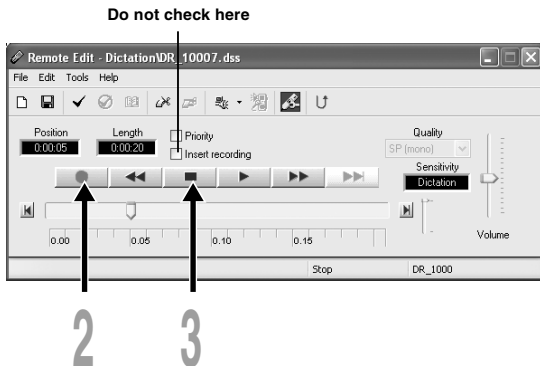 Do not check here
Remote Edit - Dictation\DR_10007.dss
File Edit Tools Help
Position Length Priority Quality
0:00:05 0:00:20 Insert recording SP (mono)
Sensitivity
Dictation
0.00 0.05 0.10 0.15 Volume
Stop DR_1000
2 3